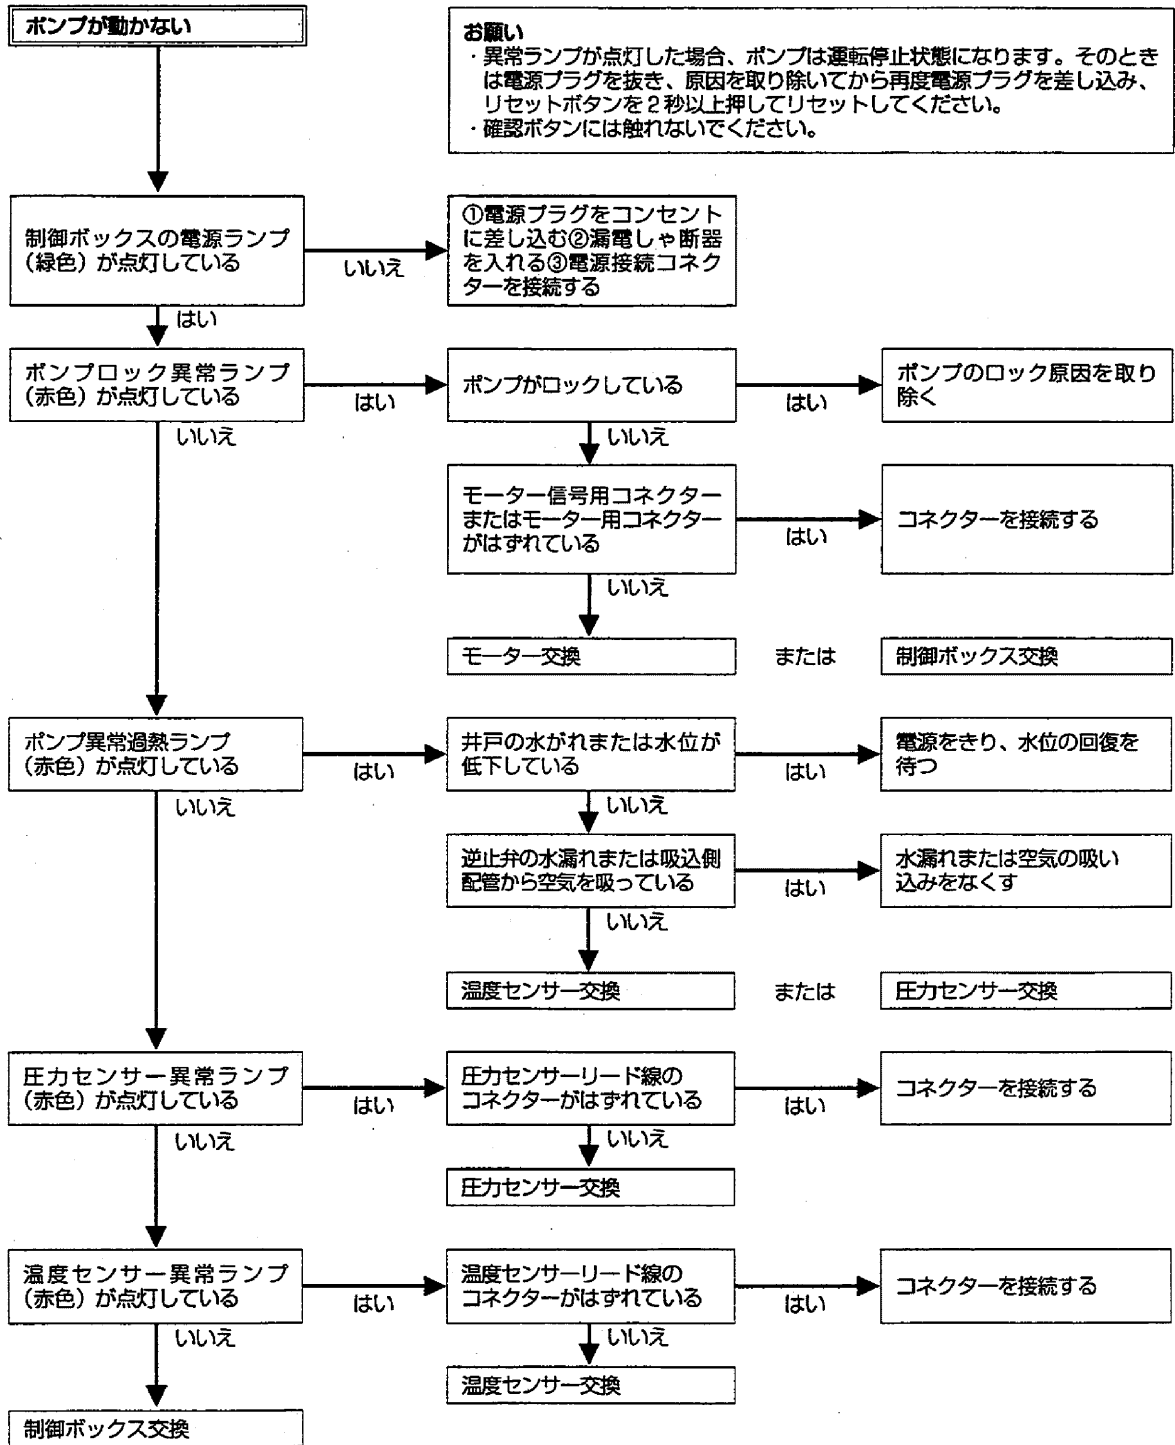 ポンプが動かない
お願い
・異常ランプが点灯した場合、ポンプは運転停止状態になります。そのとき
は電源プラグを抜き、原因を取り除いてから再度電源プラグを差し込み、
リセットボタンを2秒以上押してリセットしてください。
・確認ボタンには触れないでください。
制御ボックスの電源ランプ
（緑色）が点灯している
いいえ
①電源プラグをコンセント
に差し込む②漏電しゃ断器
を入れる③電源接続コネク
ターを接続する
はい
ポンプロック異常ランプ
（赤色）が点灯している
はい
ポンプがロックしている
はい
ポンプのロック原因を取り
除く
いいえ
いいえ
モーター信号用コネクター
またはモーター用コネクター
がはずれている
はい
コネクターを接続する
いいえ
モーター交換
または
制御ボックス交換
ポンプ異常過熱ランプ
（赤色）が点灯している
はい
井戸の水がれまたは水位が
低下している
はい
電源をきり、水位の回復を
待つ
いいえ
いいえ
逆止弁の水漏れまたは吸込側
配管から空気を吸っている
はい
水漏れまたは空気の吸い
込みをなくす
いいえ
温度センサー交換
または
圧力センサー交換
圧力センサー異常ランプ
（赤色）が点灯している
はい
圧力センサーリード線の
コネクターがはずれている
はい
コネクターを接続する
いいえ
いいえ
圧力センサー交換
温度センサー異常ランプ
（赤色）が点灯している
はい
温度センサーリード線の
コネクターがはずれている
はい
コネクターを接続する
いいえ
いいえ
温度センサー交換
制御ボックス交換